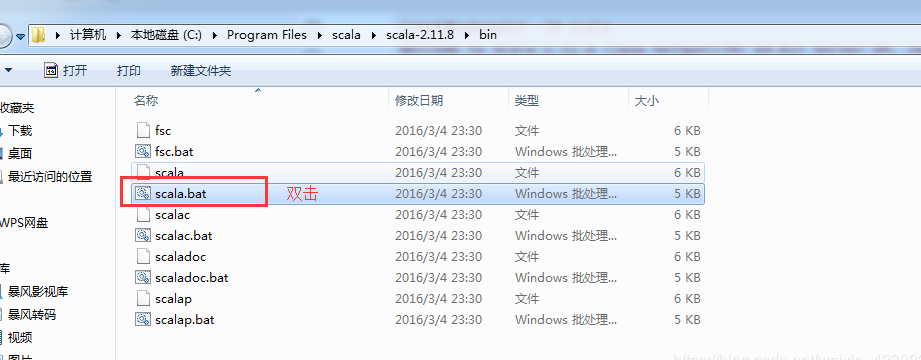 计算机 ▸ 本地磁盘 (C:) ▸ Program Files ▸ scala ▸ scala-2.11.8 ▸ bin
打开 打印 新建文件夹
名称 修改日期 类型 大小
收藏夹
下载
桌面
最近访问的位置
WPS网盘
库
暴风影视库
暴风转码
视频
fsc 2016/3/4 23:30 文件 6 KB
fsc.bat 2016/3/4 23:30 Windows 批处理... 5 KB
scala 2016/3/4 23:30 文件 6 KB
scala.bat 双击 2016/3/4 23:30 Windows 批处理... 5 KB
scalac 2016/3/4 23:30 文件 6 KB
scalac.bat 2016/3/4 23:30 Windows 批处理... 5 KB
scaladoc 2016/3/4 23:30 文件 6 KB
scaladoc.bat 2016/3/4 23:30 Windows 批处理... 5 KB
scalap 2016/3/4 23:30 文件 6 KB
scalap.bat 2016/3/4 23:30 Windows 批处理... 5 KB